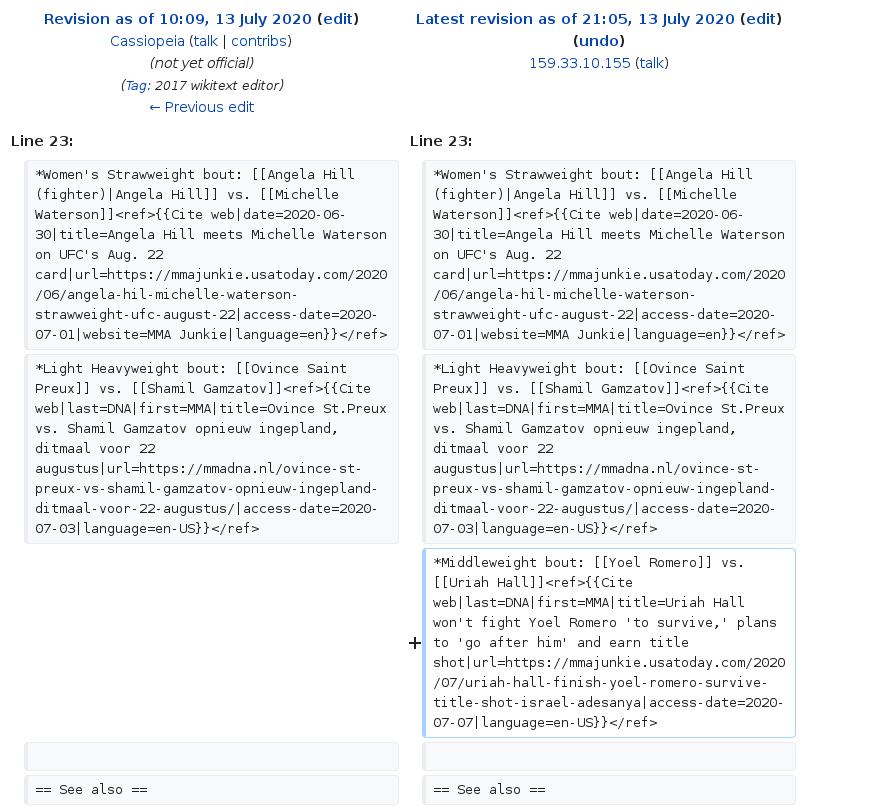 Revision as of 10:09, 13 July 2020 (edit)
Cassiopeia (talk | contribs)
(not yet official)
(Tag: 2017 wikitext editor)
← Previous edit
Latest revision as of 21:05, 13 July 2020 (edit)
(undo)
159.33.10.155 (talk)
Line 23:
Line 23:
*Women's Strawweight bout: [[Angela Hill
(fighter)|Angela Hill]] vs. [[Michelle
Waterson]]<ref>{{Cite web|date=2020-06-
30|title=Angela Hill meets Michelle Waterson
on UFC's Aug. 22
card|url=https://mmajunkie.usatoday.com/2020
/06/angela-hil-michelle-waterson-
strawweight-ufc-august-22|access-date=2020-
07-01|website=MMA Junkie|language=en}}</ref>
*Women's Strawweight bout: [[Angela Hill
(fighter)|Angela Hill]] vs. [[Michelle
Waterson]]<ref>{{Cite web|date=2020-06-
30|title=Angela Hill meets Michelle Waterson
on UFC's Aug. 22
card|url=https://mmajunkie.usatoday.com/2020
/06/angela-hil-michelle-waterson-
strawweight-ufc-august-22|access-date=2020-
07-01|website=MMA Junkie|language=en}}</ref>
*Light Heavyweight bout: [[Ovince Saint
Preux]] vs. [[Shamil Gamzatov]]<ref>{{Cite
web|last=DNA|first=MMA|title=Ovince St.Preux
vs. Shamil Gamzatov opnieuw ingepland,
ditmaal voor 22
augustus|url=https://mmadna.nl/ovince-st-
preux-vs-shamil-gamzatov-opnieuw-ingepland-
ditmaal-voor-22-augustus/|access-date=2020-
07-03|language=en-US}}</ref>
*Light Heavyweight bout: [[Ovince Saint
Preux]] vs. [[Shamil Gamzatov]]<ref>{{Cite
web|last=DNA|first=MMA|title=Ovince St.Preux
vs. Shamil Gamzatov opnieuw ingepland,
ditmaal voor 22
augustus|url=https://mmadna.nl/ovince-st-
preux-vs-shamil-gamzatov-opnieuw-ingepland-
ditmaal-voor-22-augustus/|access-date=2020-
07-03|language=en-US}}</ref>
+
*Middleweight bout: [[Yoel Romero]] vs.
[[Uriah Hall]]<ref>{{Cite
web|last=DNA|first=MMA|title=Uriah Hall
won't fight Yoel Romero 'to survive,' plans
to 'go after him' and earn title
shot|url=https://mmajunkie.usatoday.com/2020
/07/uriah-hall-finish-yoel-romero-survive-
title-shot-israel-adesanya|access-date=2020-
07-07|language=en-US}}</ref>
== See also ==
== See also ==